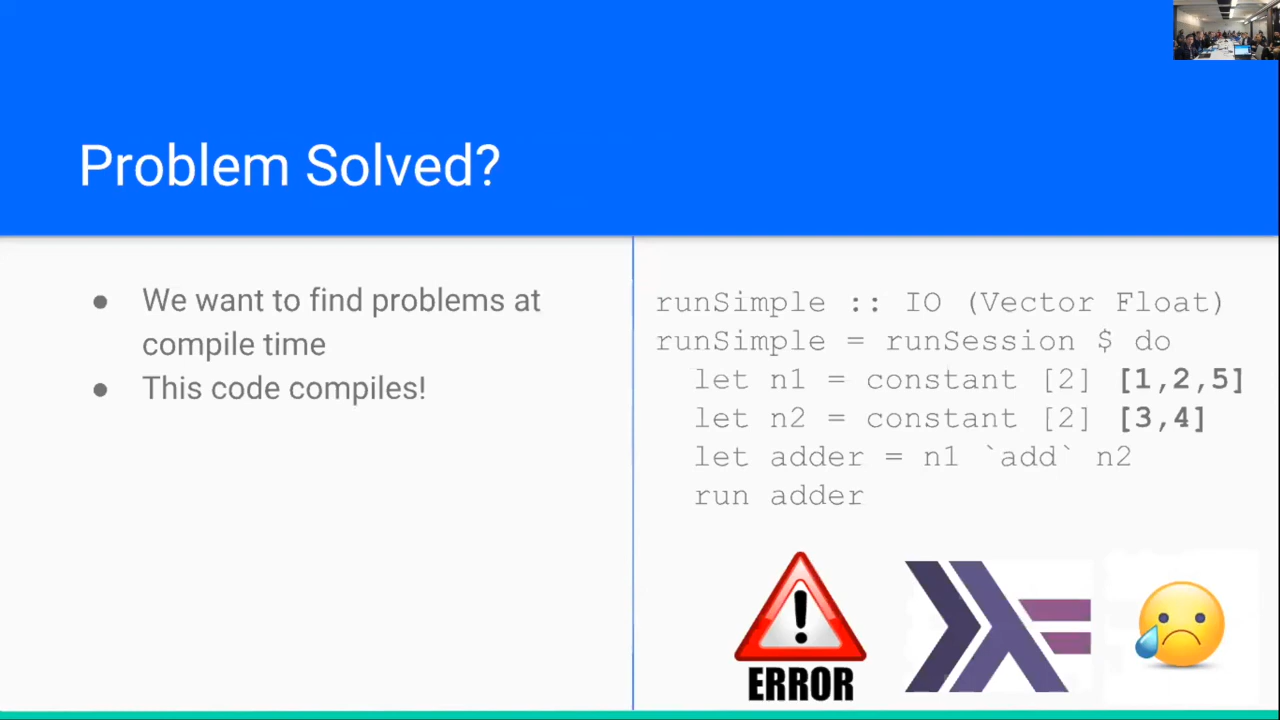 Problem Solved?
● We want to find problems at
compile time
● This code compiles!
runSimple :: IO (Vector Float)
runSimple = runSession $ do
let n1 = constant [2] [1,2,5]
let n2 = constant [2] [3,4]
let adder = n1 `add` n2
run adder
ERROR